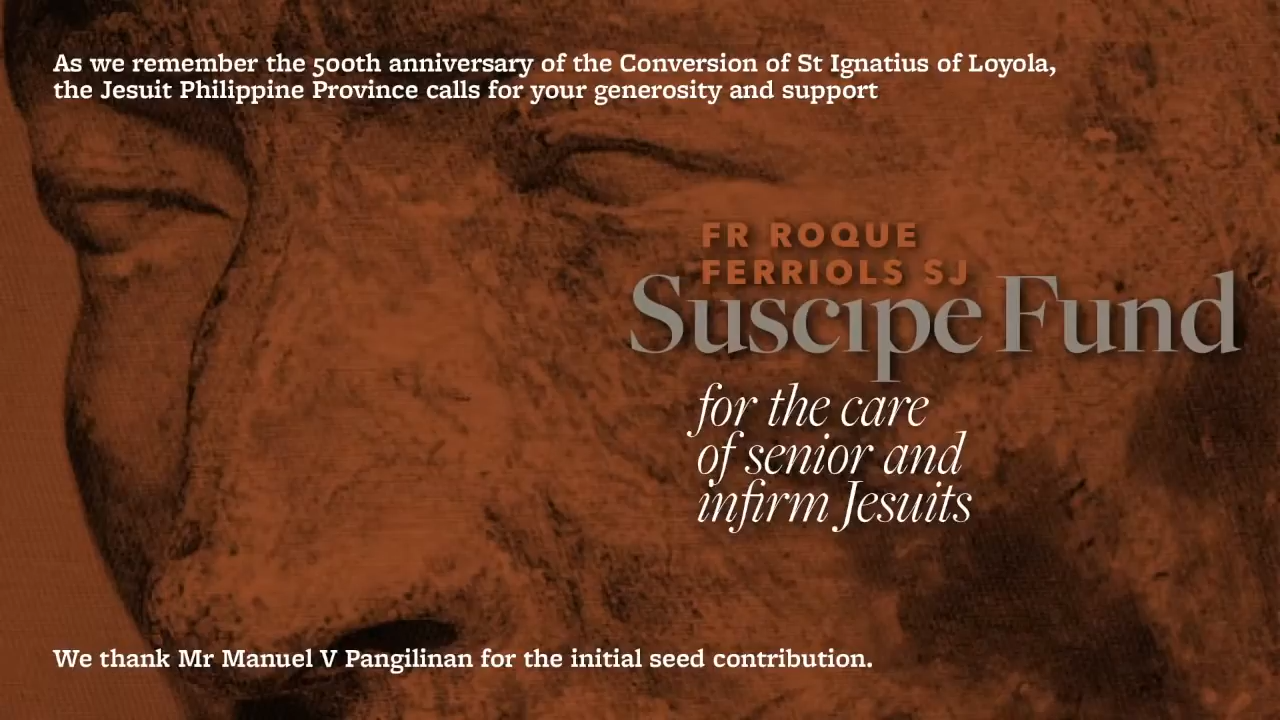 As we remember the 500th anniversary of the Conversion of St Ignatius of Loyola,
the Jesuit Philippine Province calls for your generosity and support
FR ROQUE
FERRIOLS SJ
Suscipe Fund
for the care
of senior and
infirm Jesuits
We thank Mr Manuel V Pangilinan for the initial seed contribution.